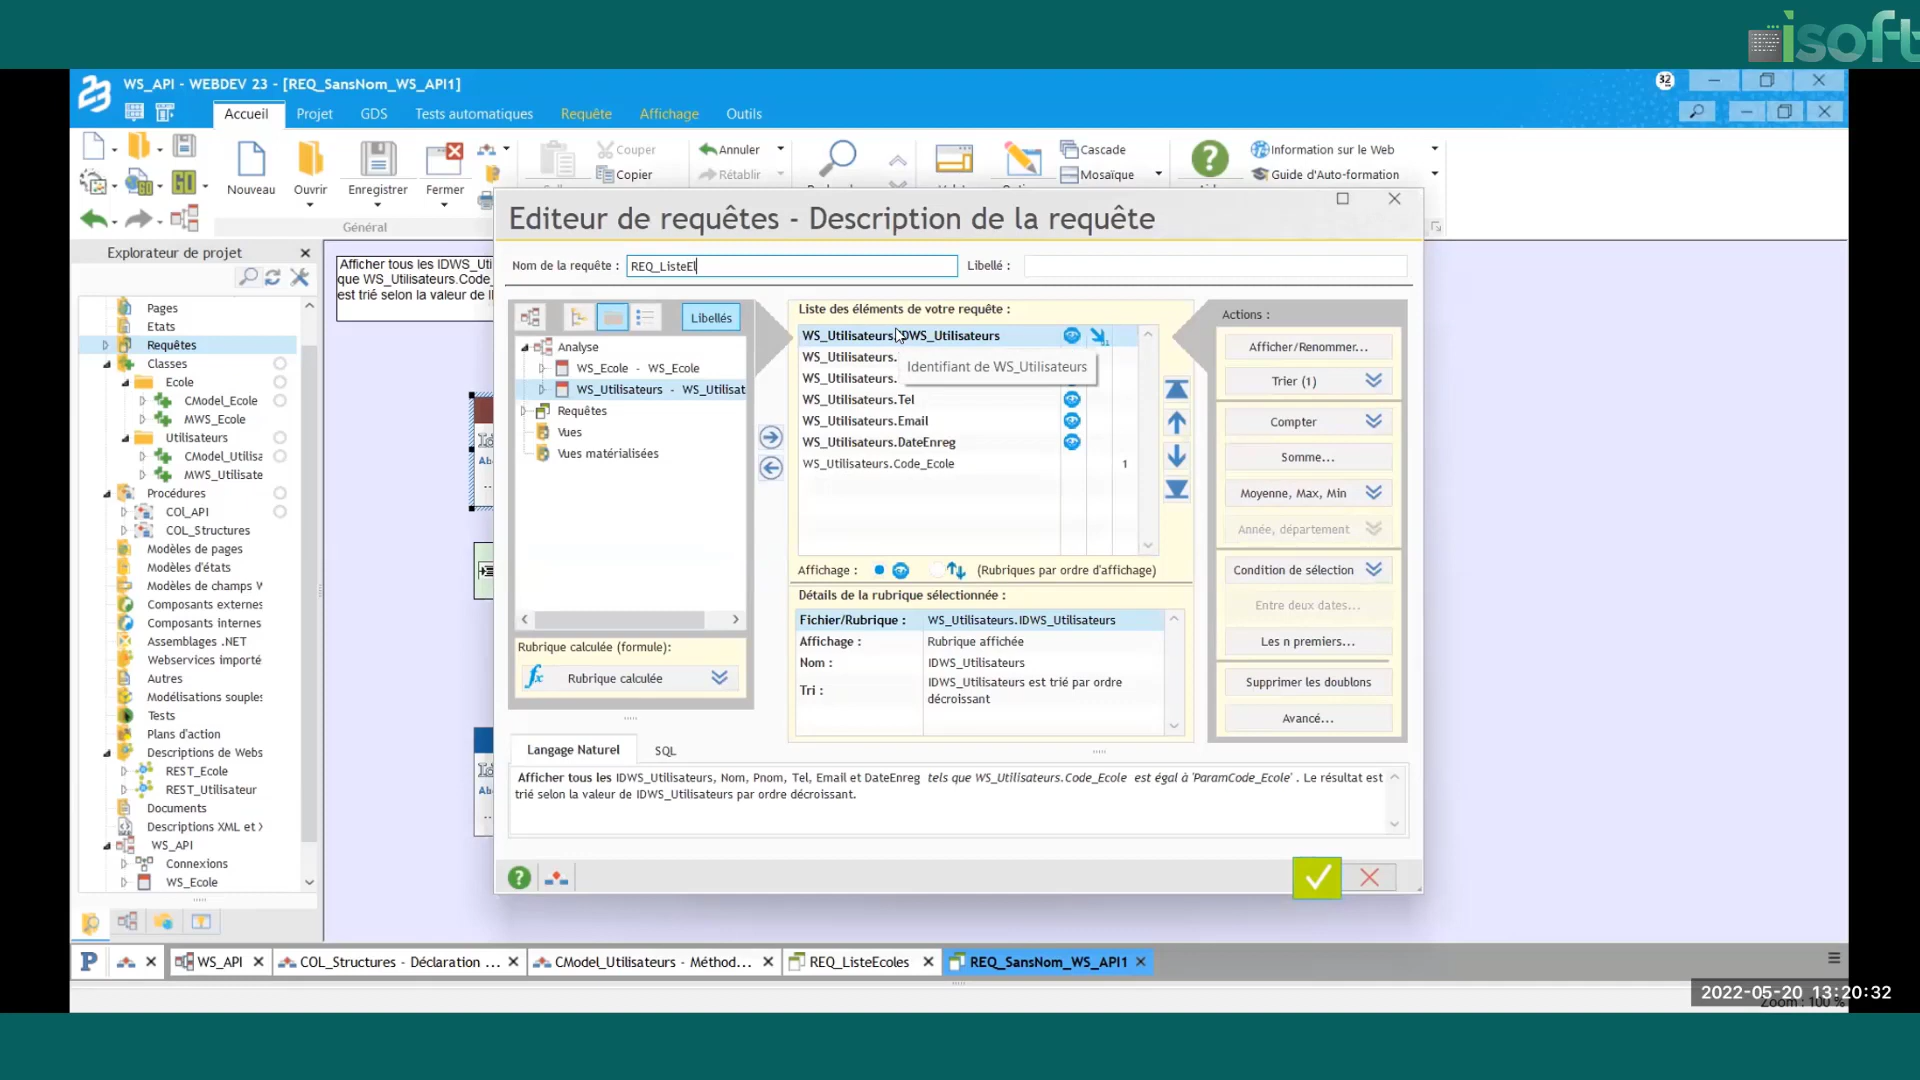 isoft
WS_API - WEBDEV 23 - [REQ_SansNom_WS_API1]
32
Accueil
Projet
GDS
Tests automatiques
Requête
Affichage
Outils
Nouveau
Ouvrir
Enregistrer
Fermer
Couper
Copier
Annuler
Rétablir
Cascade
Mosaïque
Information sur le Web
Guide d'Auto-formation
Général
Explorateur de projet
Pages
Etats
Requêtes
Classes
Ecole
CModel_Ecole
MWS_Ecole
Utilisateurs
CModel_Utilisa
MWS_Utilisate
Procédures
COl_API
COL_Structures
Modèles de pages
Modèles d'états
Modèles de champs W
Composants externes
Composants internes
Assemblages .NET
Webservices importé
Autres
Modélisations souples
Tests
Plans d'action
Descriptions de Webs
REST_Ecole
REST_Utilisateur
Documents
Descriptions XML et
WS_API
Connexions
WS_Ecole
Afficher tous les IDWS_Uti
que WS_Utilisateurs.Code_
est trié selon la valeur de I
Editeur de requêtes - Description de la requête
Nom de la requête :
REQ_ListeEl
Libellé :
Libellés
Analyse
WS_Ecole - WS_Ecole
WS_Utilisateurs - WS_Utilisat
Requêtes
Vues
Vues matérialisées
Rubrique calculée (formule):
fx Rubrique calculée
Liste des éléments de votre requête :
WS_Utilisateurs.IDWS_Utilisateurs
WS_Utilisateurs.
Identifiant de WS_Utilisateurs
WS_Utilisateurs.
WS_Utilisateurs.Tel
WS_Utilisateurs.Email
WS_Utilisateurs.DateEnreg
WS_Utilisateurs.Code_Ecole 1
Affichage : (Rubriques par ordre d'affichage)
Détails de la rubrique sélectionnée :
Fichier/Rubrique : WS_Utilisateurs.IDWS_Utilisateurs
Affichage : Rubrique affichée
Nom : IDWS_Utilisateurs
Tri : IDWS_Utilisateurs est trié par ordre
décroissant
Actions :
Afficher/Renommer...
Trier (1)
Compter
Somme...
Moyenne, Max, Min
Année, département
Condition de sélection
Entre deux dates...
Les n premiers...
Supprimer les doublons
Avancé...
Langage Naturel
SQL
Afficher tous les IDWS_Utilisateurs, Nom, Pnom, Tel, Email et DateEnreg tels que WS_Utilisateurs.Code_Ecole est égal à 'ParamCode_Ecole' . Le résultat est
trié selon la valeur de IDWS_Utilisateurs par ordre décroissant.
WS_API
COL_Structures - Déclaration ...
CModel_Utilisateurs - Méthod...
REQ_ListeEcoles
REQ_SansNom_WS_API1
2022-05-20 13:20:32
Zoom : 100 %